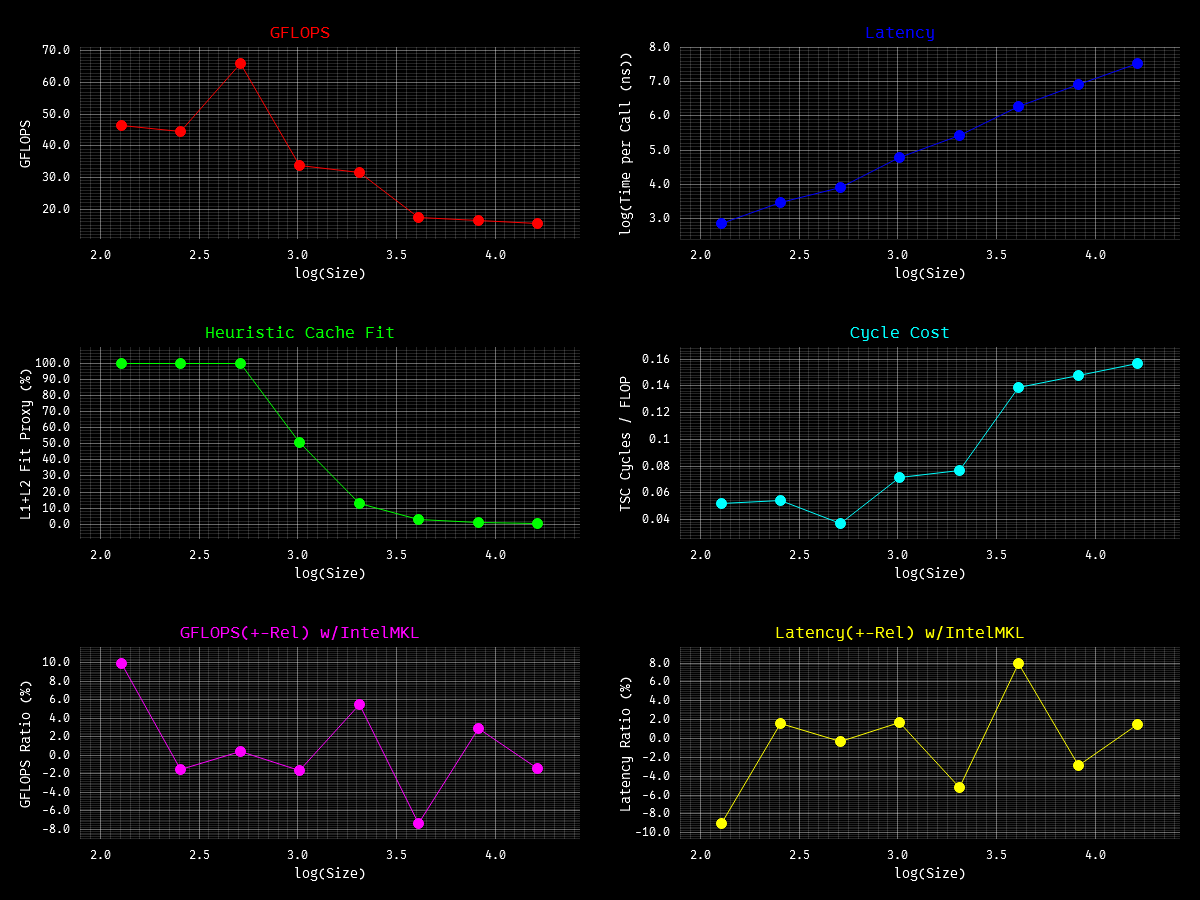 GFLOPS
GFLOPS
70.0
60.0
50.0
40.0
30.0
20.0
2.0 2.5 3.0 3.5 4.0
log(Size)
Latency
log(Time per Call (ns))
8.0
7.0
6.0
5.0
4.0
3.0
2.0 2.5 3.0 3.5 4.0
log(Size)
Heuristic Cache Fit
L1+L2 Fit Proxy (%)
100.0
90.0
80.0
70.0
60.0
50.0
40.0
30.0
20.0
10.0
0.0
2.0 2.5 3.0 3.5 4.0
log(Size)
Cycle Cost
TSC Cycles / FLOP
0.16
0.14
0.12
0.1
0.08
0.06
0.04
2.0 2.5 3.0 3.5 4.0
log(Size)
GFLOPS(+-Rel) w/IntelMKL
GFLOPS Ratio (%)
10.0
8.0
6.0
4.0
2.0
0.0
-2.0
-4.0
-6.0
-8.0
2.0 2.5 3.0 3.5 4.0
log(Size)
Latency(+-Rel) w/IntelMKL
Latency Ratio (%)
8.0
6.0
4.0
2.0
0.0
-2.0
-4.0
-6.0
-8.0
-10.0
2.0 2.5 3.0 3.5 4.0
log(Size)